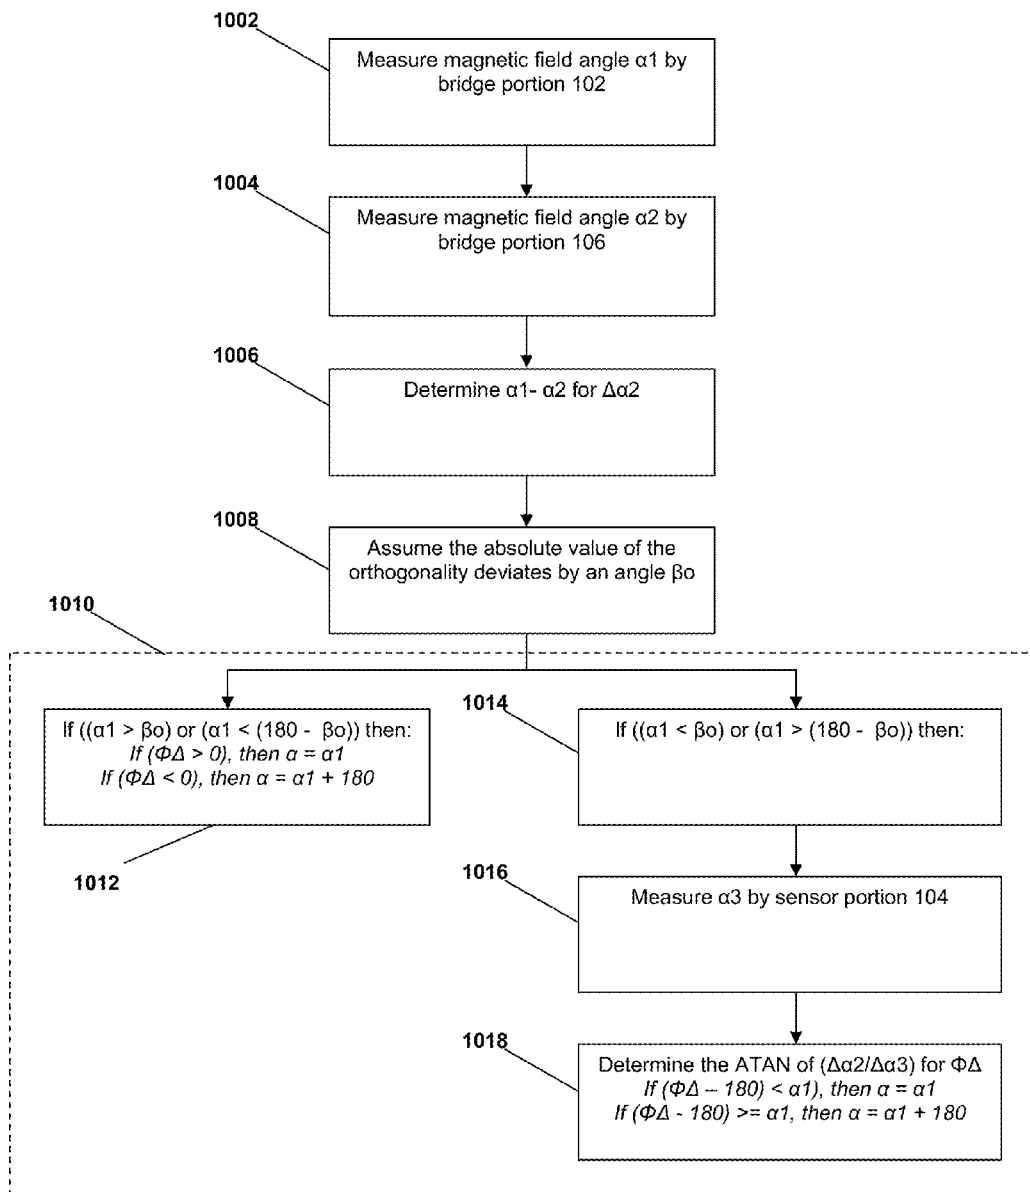 1002
Measure magnetic field angle α1 by
bridge portion 102
1004
Measure magnetic field angle α2 by
bridge portion 106
1006
Determine α1- α2 for Δα2
1008
Assume the absolute value of the
orthogonality deviates by an angle βo
1010
If ((α1 > βo) or (α1 < (180 - βo)) then:
If (ΦΔ > 0), then α = α1
If (ΦΔ < 0), then α = α1 + 180
1012
1014
If ((α1 < βo) or (α1 > (180 - βo)) then:
1016
Measure α3 by sensor portion 104
1018
Determine the ATAN of (Δα2/Δα3) for ΦΔ
If (ΦΔ – 180) < α1), then α = α1
If (ΦΔ - 180) >= α1, then α = α1 + 180